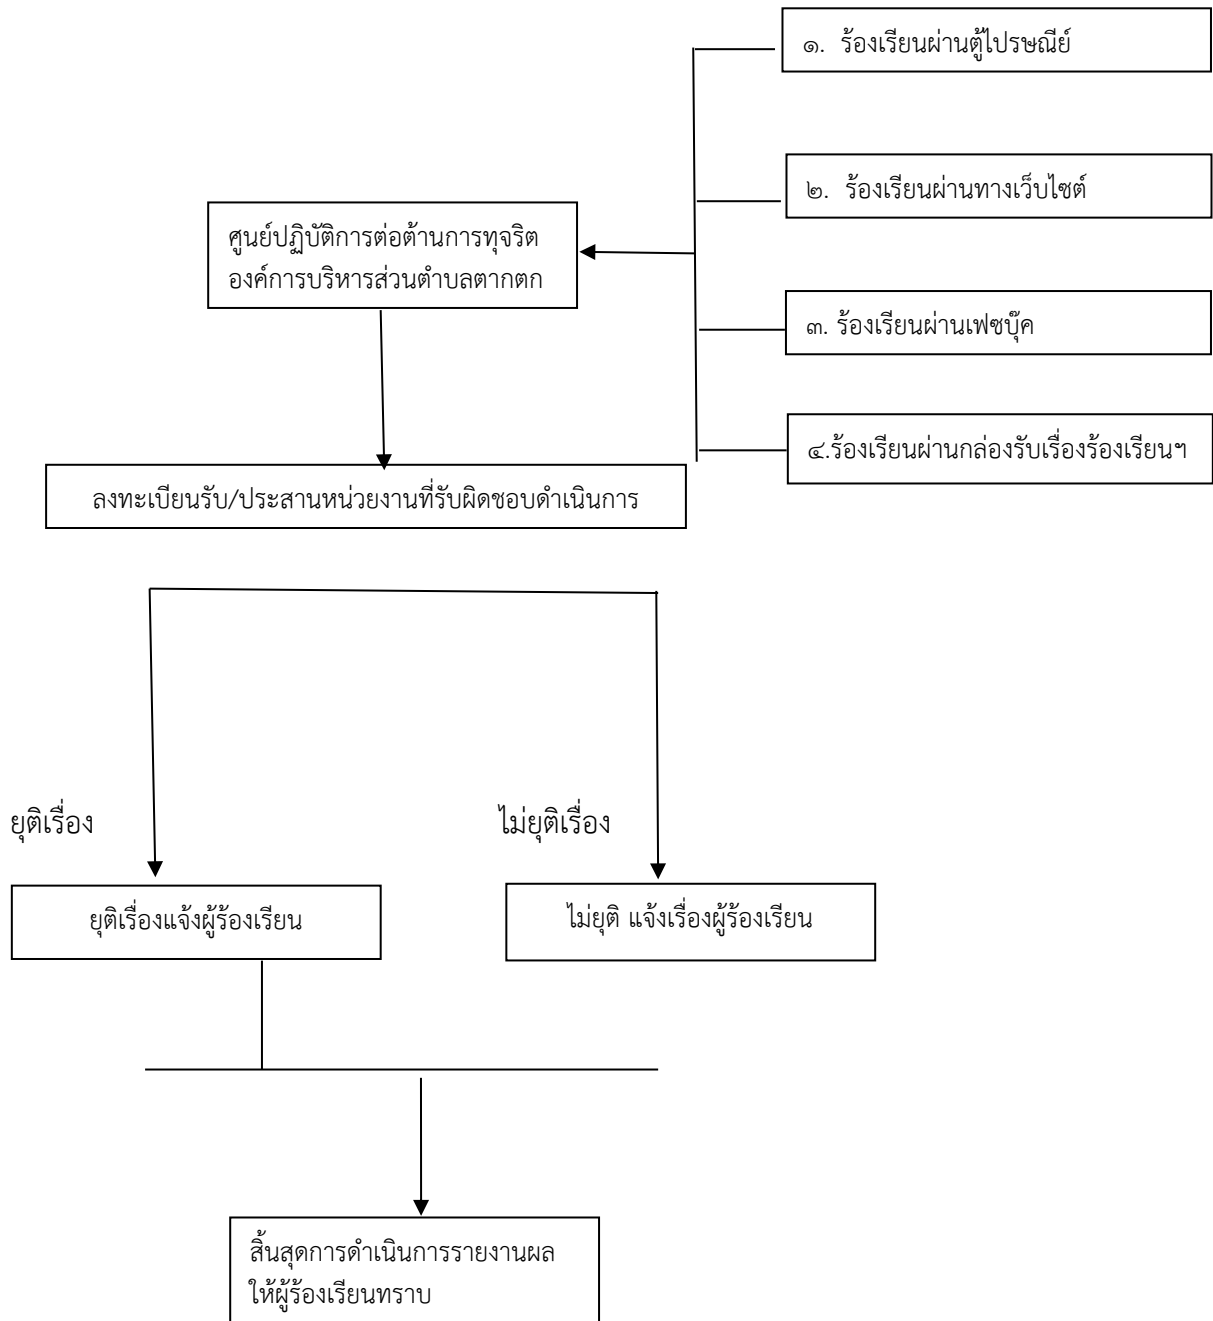 ๑. ร้องเรียนผ่านตู้ไปรษณีย์
๒. ร้องเรียนผ่านทางเว็บไซต์
ศูนย์ปฏิบัติการต่อต้านการทุจริต
องค์การบริหารส่วนตำบลตากตก
๓. ร้องเรียนผ่านเฟซบุ๊ค
๔.ร้องเรียนผ่านกล่องรับเรื่องร้องเรียนฯ
ลงทะเบียนรับ/ประสานหน่วยงานที่รับผิดชอบดำเนินการ
ยุติเรื่อง
ไม่ยุติเรื่อง
ยุติเรื่องแจ้งผู้ร้องเรียน
ไม่ยุติ แจ้งเรื่องผู้ร้องเรียน
สิ้นสุดการดำเนินการรายงานผล
ให้ผู้ร้องเรียนทราบ